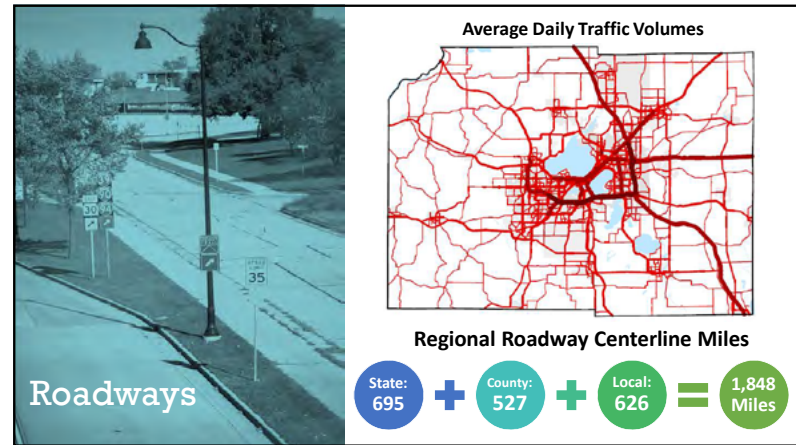 Roadways
30
SPEED
LIMIT
35
Average Daily Traffic Volumes
Regional Roadway Centerline Miles
State:
695
+
County:
527
+
Local:
626
=
1,848
Miles